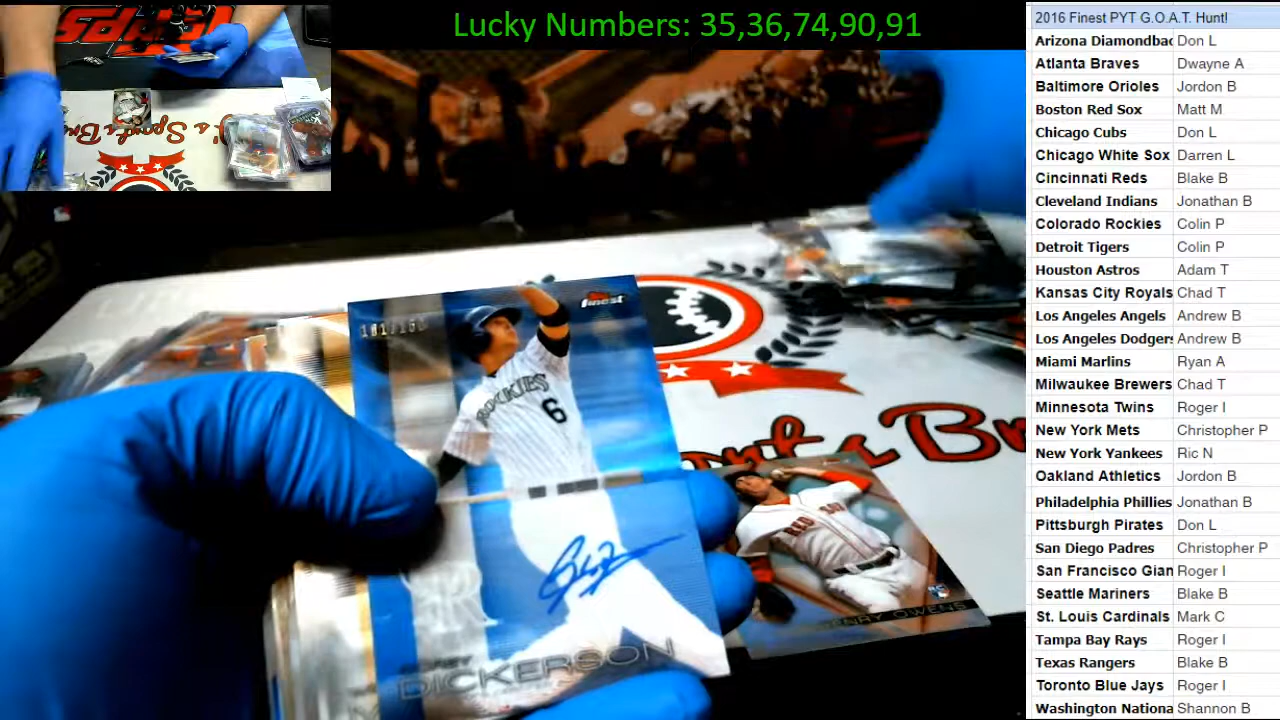 Lucky Numbers: 35,36,74,90,91
2016 Finest PYT G.O.A.T. Hunt!
Arizona Diamondbac Don L
Atlanta Braves Dwayne A
Baltimore Orioles Jordon B
Boston Red Sox Matt M
Chicago Cubs Don L
Chicago White Sox Darren L
Cincinnati Reds Blake B
Cleveland Indians Jonathan B
Colorado Rockies Colin P
Detroit Tigers Colin P
Houston Astros Adam T
Kansas City Royals Chad T
Los Angeles Angels Andrew B
Los Angeles Dodgers Andrew B
Miami Marlins Ryan A
Milwaukee Brewers Chad T
Minnesota Twins Roger I
New York Mets Christopher P
New York Yankees Ric N
Oakland Athletics Jordon B
Philadelphia Phillies Jonathan B
Pittsburgh Pirates Don L
San Diego Padres Christopher P
San Francisco Gian Roger I
Seattle Mariners Blake B
St. Louis Cardinals Mark C
Tampa Bay Rays Roger I
Texas Rangers Blake B
Toronto Blue Jays Roger I
Washington Nationa Shannon B
finest
ROCKIES
6
DICKERSON
RED
OWENS